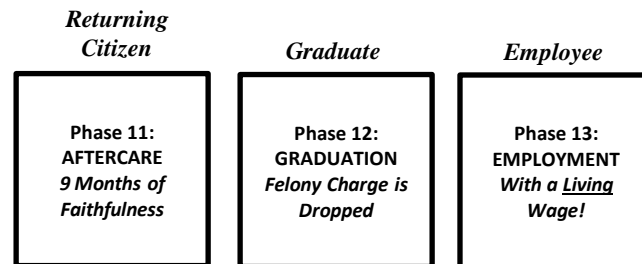 Returning
Citizen
Graduate
Employee
Phase 11:
AFTERCARE
9 Months of
Faithfulness
Phase 12:
GRADUATION
Felony Charge is
Dropped
Phase 13:
EMPLOYMENT
With a Living
Wage!